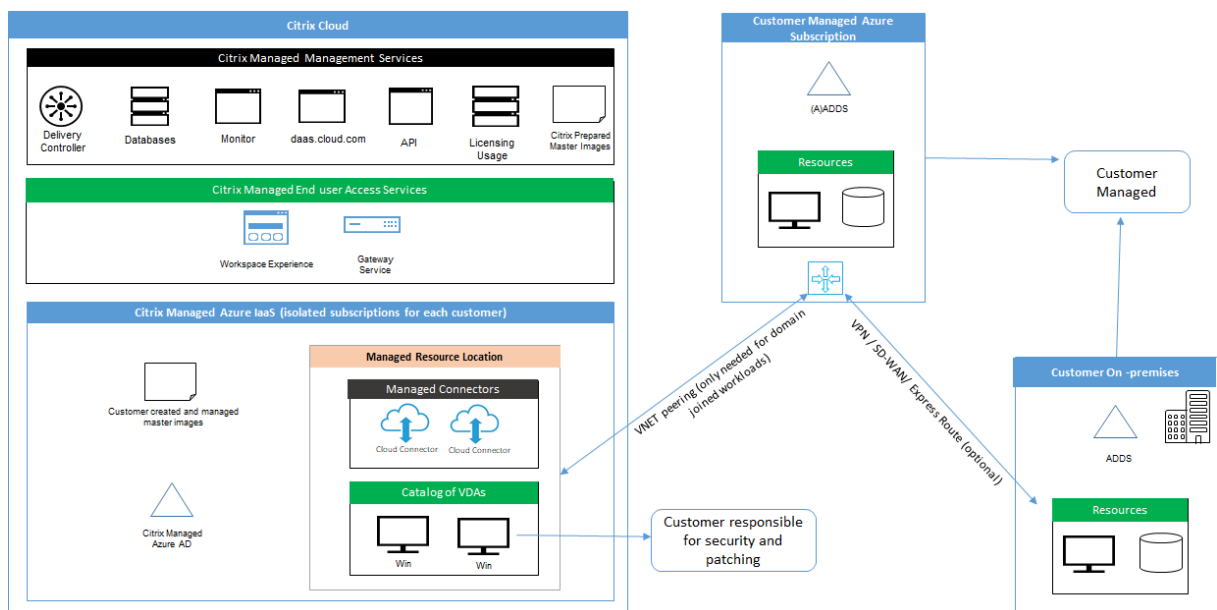 Citrix Cloud
Citrix Managed Management Services
Delivery
Controller
Databases
Monitor
daas.cloud.com
API
Licensing
Usage
Citrix Prepared
Master Images
Citrix Managed End user Access Services
Workspace Experience
Gateway
Service
Citrix Managed Azure IaaS (isolated subscriptions for each customer)
Customer created and managed
master images
Citrix Managed
Azure AD
Managed Resource Location
Managed Connectors
Cloud Connector
Cloud Connector
Catalog of VDAs
Win
Win
Customer responsible
for security and
patching
VNET peering (only needed for domain
joined workloads)
Customer Managed Azure
Subscription
(A)ADDS
Resources
VPN / SD-WAN/ Express Route (optional)
Customer
Managed
Customer On -premises
ADDS
Resources